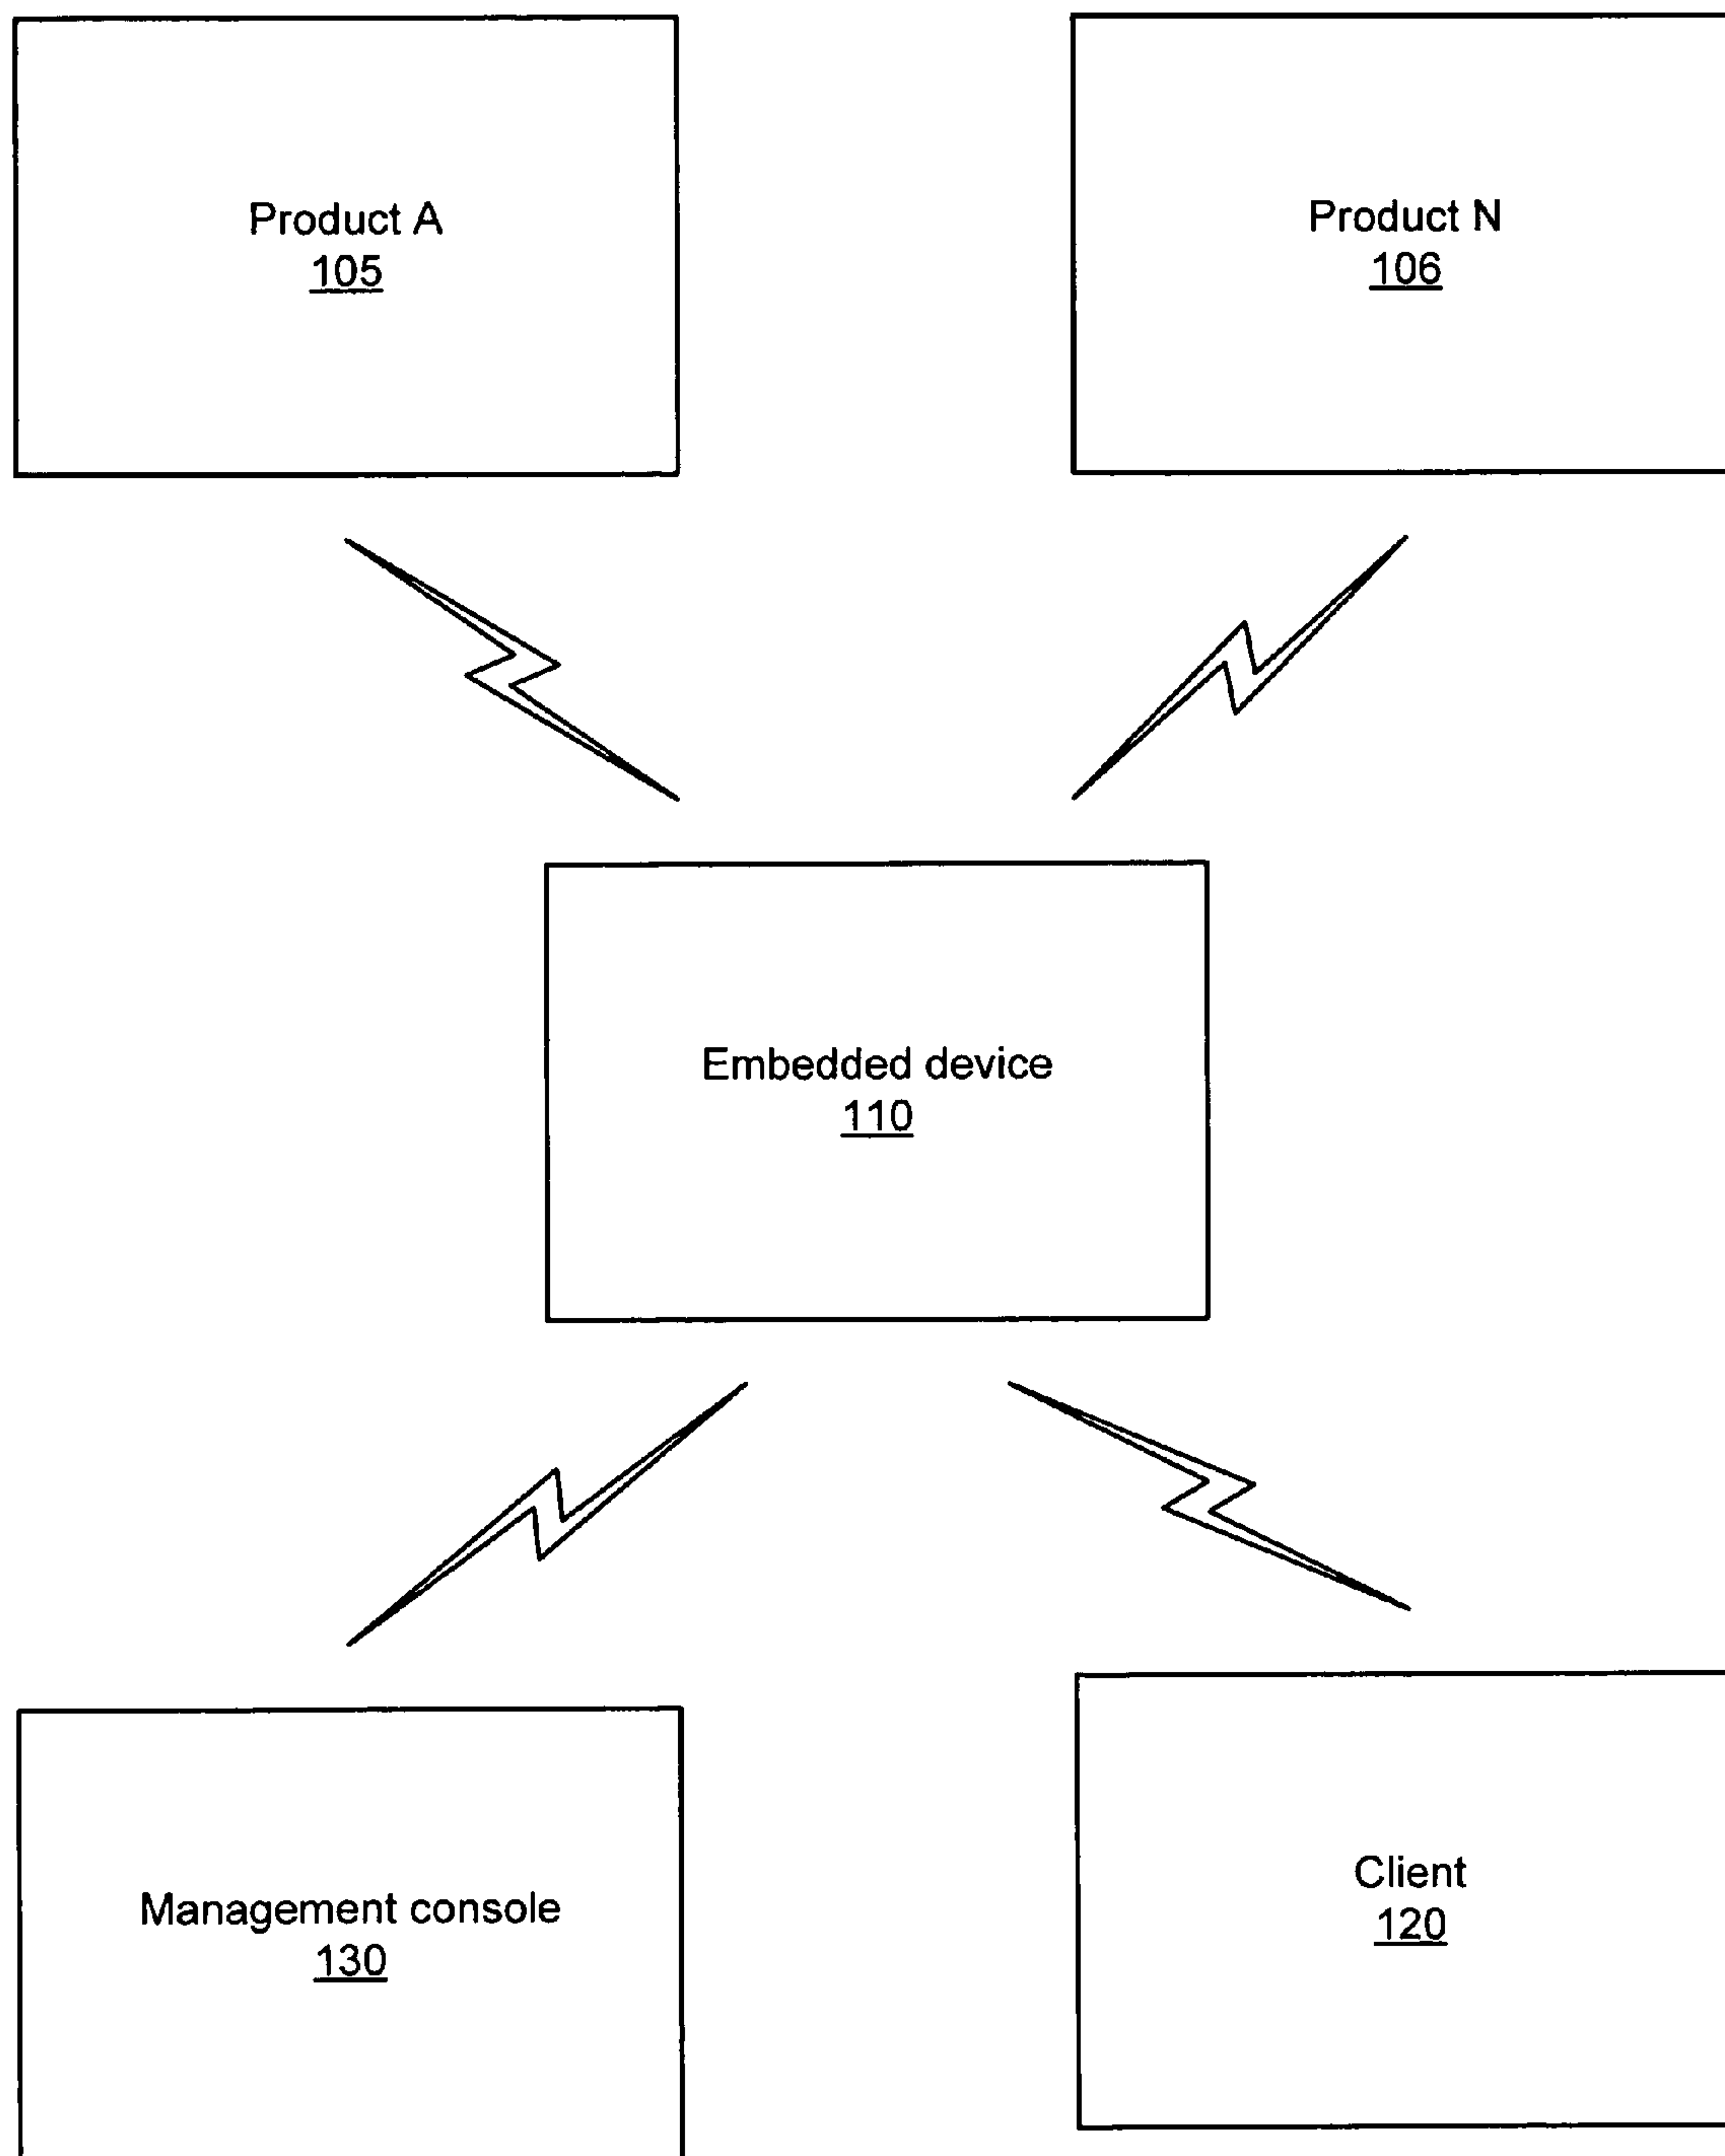 Product A
105
Product N
106
Embedded device
110
Management console
130
Client
120